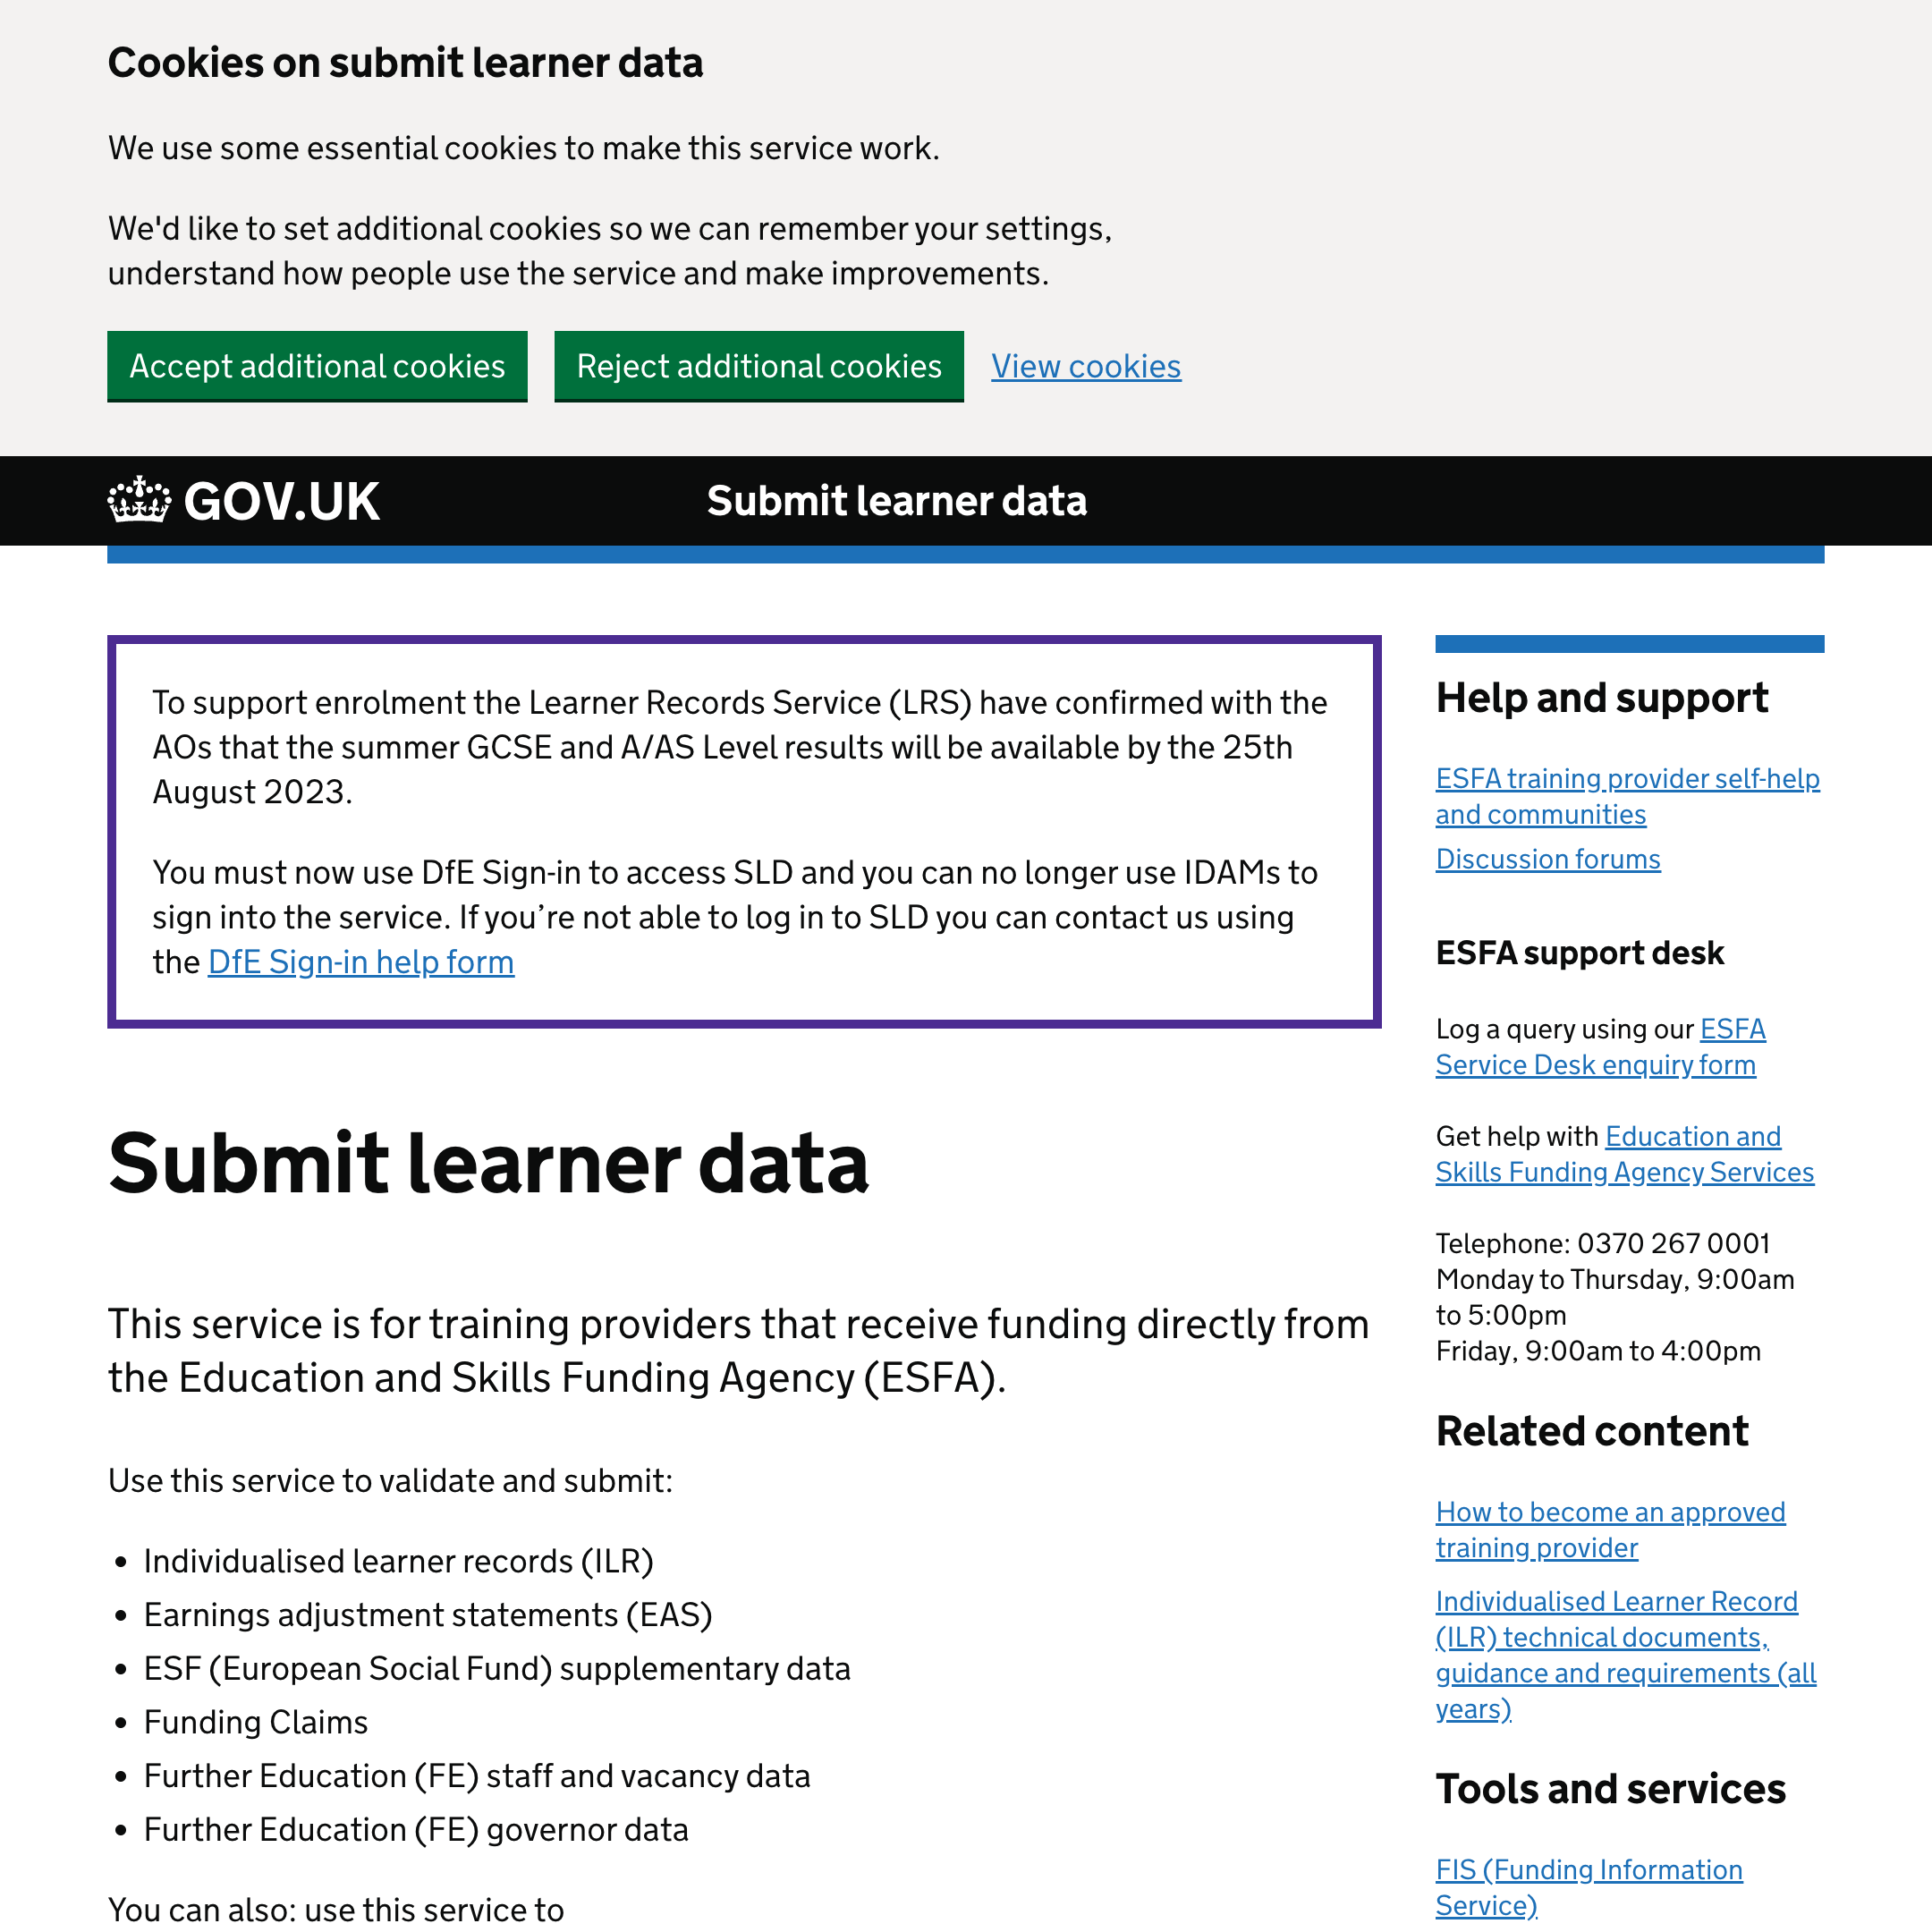 Cookies on submit learner data
We use some essential cookies to make this service work.
We'd like to set additional cookies so we can remember your settings,
understand how people use the service and make improvements.
Accept additional cookies
Reject additional cookies
View cookies
GOV.UK
Submit learner data
To support enrolment the Learner Records Service (LRS) have confirmed with the
AOs that the summer GCSE and A/AS Level results will be available by the 25th
August 2023.
You must now use DfE Sign-in to access SLD and you can no longer use IDAMs to
sign into the service. If you’re not able to log in to SLD you can contact us using
the DfE Sign-in help form
Submit learner data
This service is for training providers that receive funding directly from
the Education and Skills Funding Agency (ESFA).
Use this service to validate and submit:
• Individualised learner records (ILR)
• Earnings adjustment statements (EAS)
• ESF (European Social Fund) supplementary data
• Funding Claims
• Further Education (FE) staff and vacancy data
• Further Education (FE) governor data
You can also: use this service to
Help and support
ESFA training provider self-help
and communities
Discussion forums
ESFA support desk
Log a query using our ESFA
Service Desk enquiry form
Get help with Education and
Skills Funding Agency Services
Telephone: 0370 267 0001
Monday to Thursday, 9:00am
to 5:00pm
Friday, 9:00am to 4:00pm
Related content
How to become an approved
training provider
Individualised Learner Record
(ILR) technical documents,
guidance and requirements (all
years)
Tools and services
FIS (Funding Information
Service)